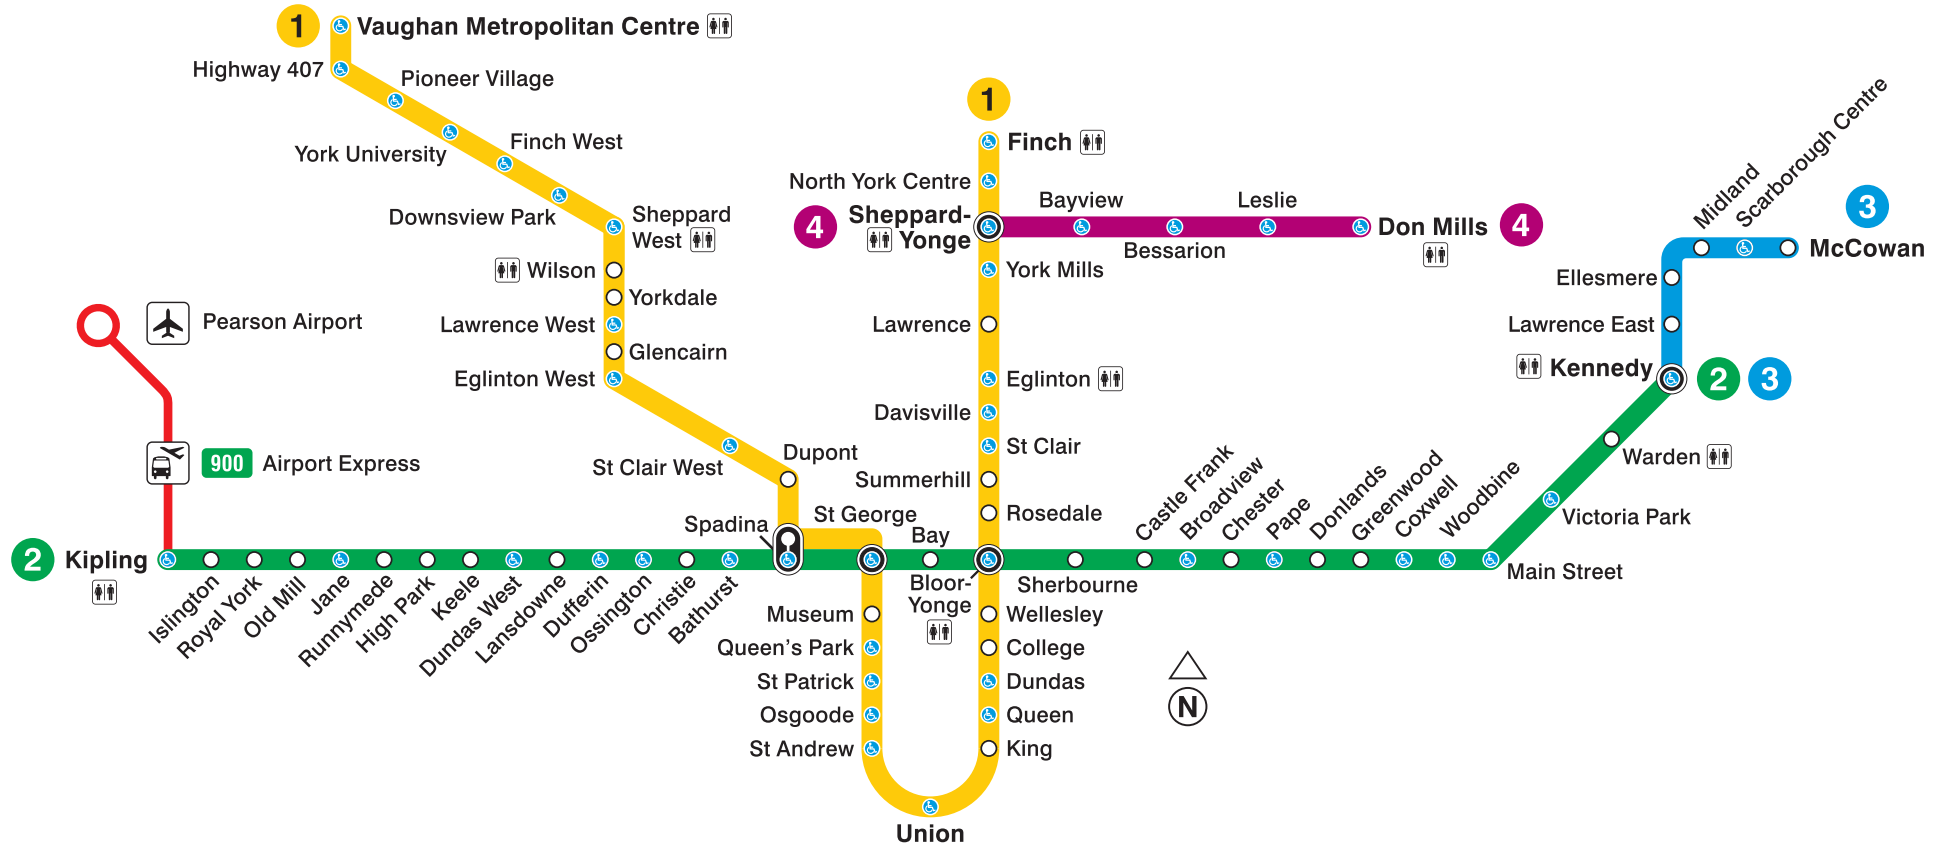 1
Vaughan Metropolitan Centre
Highway 407
Pioneer Village
York University
Finch West
Downsview Park
Sheppard
West
Wilson
Yorkdale
Lawrence West
Glencairn
Eglinton West
St Clair West
Dupont
Spadina
St George
Museum
Queen's Park
St Patrick
Osgoode
St Andrew
Union
King
Queen
Dundas
College
Wellesley
Bloor-
Yonge
Rosedale
Summerhill
St Clair
Davisville
Eglinton
Lawrence
York Mills
Sheppard-
Yonge
North York Centre
Finch
1
4
Bayview
Bessarion
Leslie
Don Mills
4
Pearson Airport
900
Airport Express
2
Kipling
Islington
Royal York
Old Mill
Jane
Runnymede
High Park
Keele
Dundas West
Lansdowne
Dufferin
Ossington
Christie
Bathurst
Bay
Sherbourne
Castle Frank
Broadview
Chester
Pape
Donlands
Greenwood
Coxwell
Woodbine
Main Street
Victoria Park
Warden
Kennedy
2
3
Lawrence East
Ellesmere
Midland
Scarborough Centre
McCowan
3
N